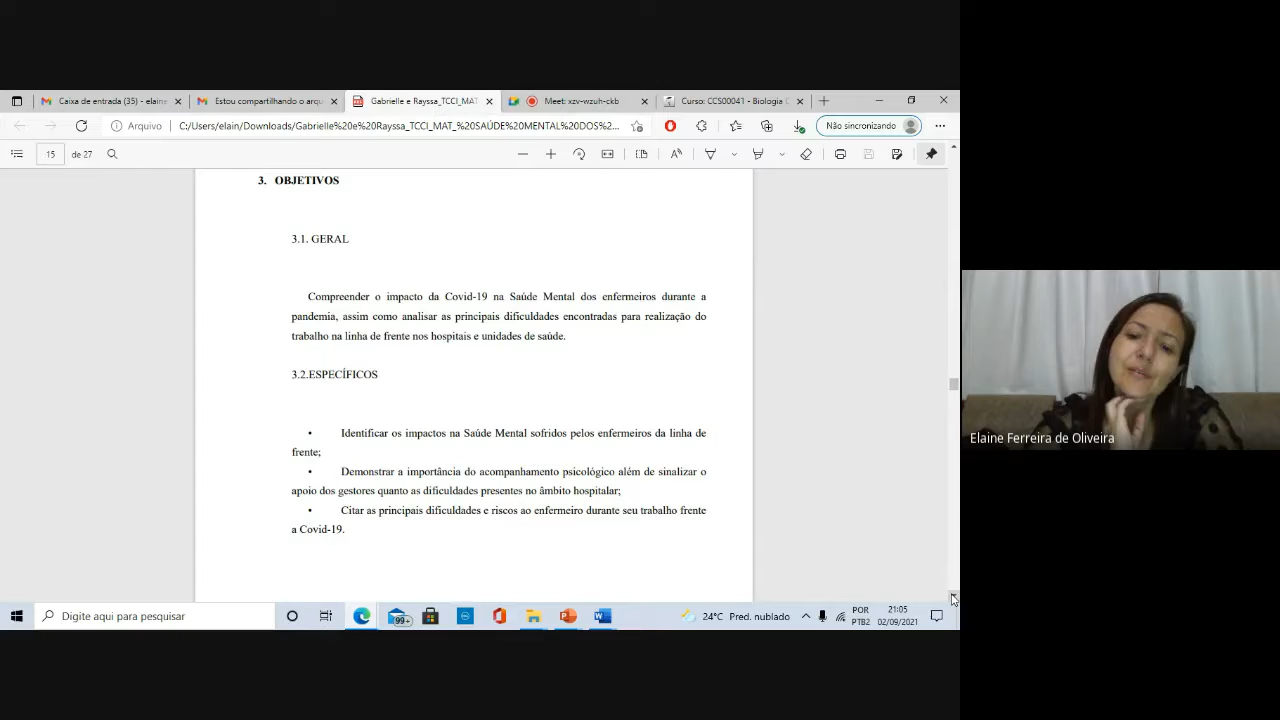 Caixa de entrada (35) - elaine
Estou compartilhando o arqu
Gabrielle e Rayssa_TCCI_MAT_
Meet: xzv-wzuh-ckb
Curso: CCS00041 - Biologia C
Arquivo
C:/Users/elain/Downloads/Gabrielle%20e%20Rayssa_TCCI_MAT_%20SAÚDE%20MENTAL%20DOS%2...
Não sincronizando
15 de 27
3. OBJETIVOS
3.1. GERAL
Compreender o impacto da Covid-19 na Saúde Mental dos enfermeiros durante a
pandemia, assim como analisar as principais dificuldades encontradas para realização do
trabalho na linha de frente nos hospitais e unidades de saúde.
3.2.ESPECÍFICOS
• Identificar os impactos na Saúde Mental sofridos pelos enfermeiros da linha de
frente;
• Demonstrar a importância do acompanhamento psicológico além de sinalizar o
apoio dos gestores quanto as dificuldades presentes no âmbito hospitalar;
• Citar as principais dificuldades e riscos ao enfermeiro durante seu trabalho frente
a Covid-19.
Elaine Ferreira de Oliveira
Digite aqui para pesquisar
99+
24°C Pred. nublado
POR
PTB2
21:05
02/09/2021